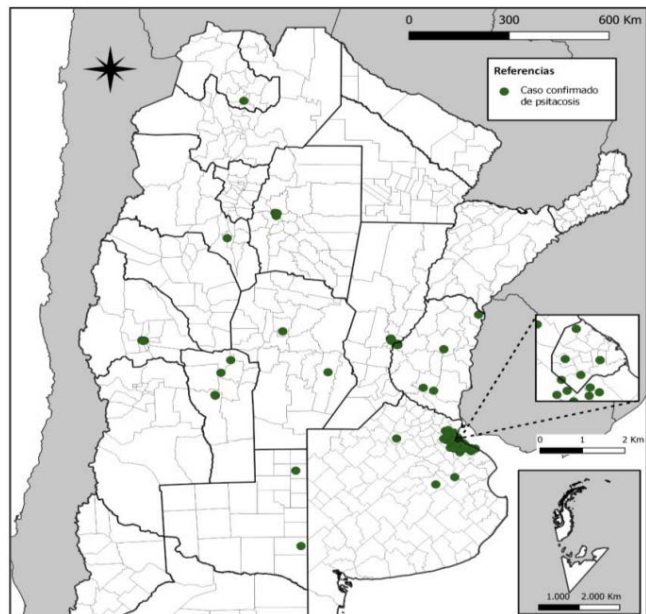 0 300 600 Km
Referencias
Caso confirmado
de psitacosis
0 1 2 Km
1.000 2.000 Km